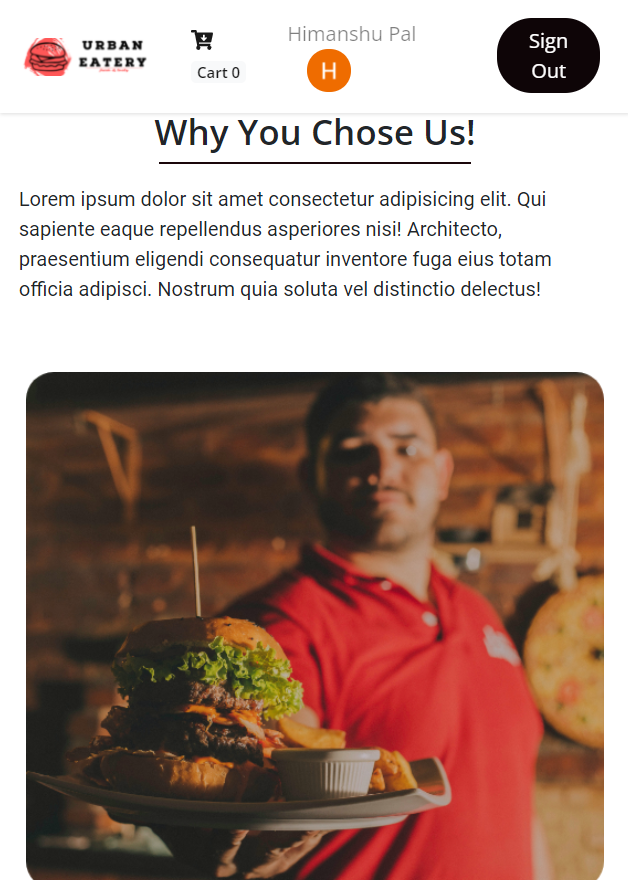 URBAN
EATERY
Cart 0
Himanshu Pal
H
Sign
Out
Why You Chose Us!
Lorem ipsum dolor sit amet consectetur adipisicing elit. Qui
sapiente eaque repellendus asperiores nisi! Architecto,
praesentium eligendi consequatur inventore fuga eius totam
officia adipisci. Nostrum quia soluta vel distinctio delectus!